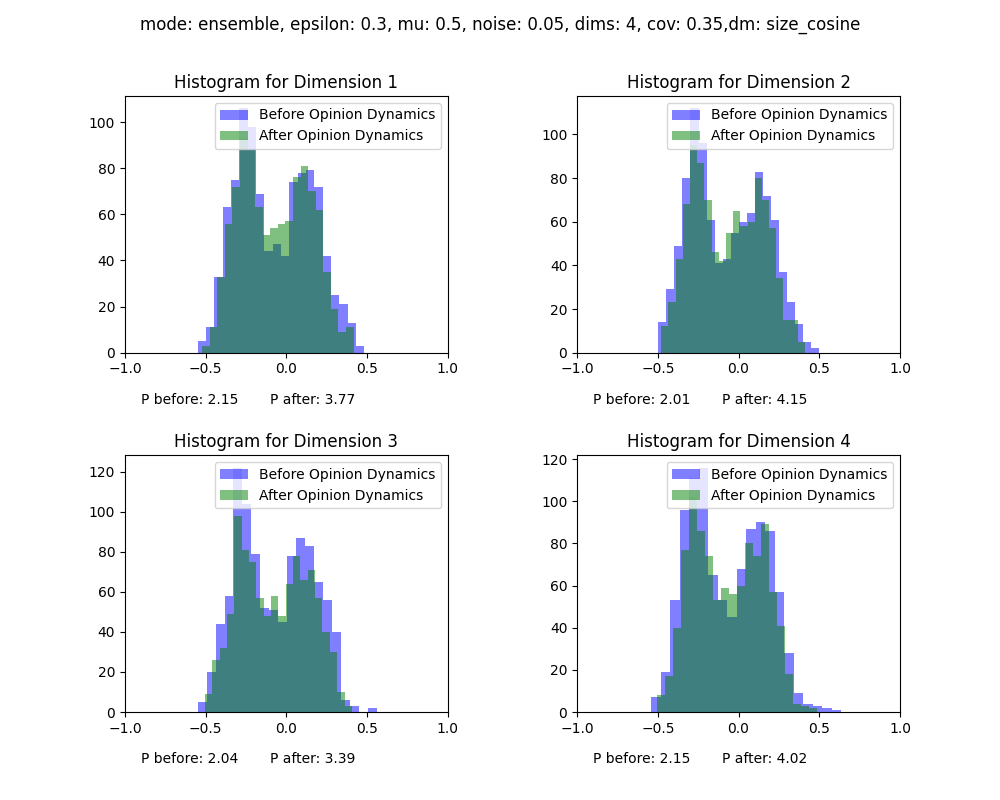 mode: ensemble, epsilon: 0.3, mu: 0.5, noise: 0.05, dims: 4, cov: 0.35,dm: size_cosine
Histogram for Dimension 1
Before Opinion Dynamics
After Opinion Dynamics
100
80
60
40
20
0
−1.0 −0.5 0.0 0.5 1.0
P before: 2.15 P after: 3.77
Histogram for Dimension 2
Before Opinion Dynamics
After Opinion Dynamics
100
80
60
40
20
0
−1.0 −0.5 0.0 0.5 1.0
P before: 2.01 P after: 4.15
Histogram for Dimension 3
Before Opinion Dynamics
After Opinion Dynamics
120
100
80
60
40
20
0
−1.0 −0.5 0.0 0.5 1.0
P before: 2.04 P after: 3.39
Histogram for Dimension 4
Before Opinion Dynamics
After Opinion Dynamics
120
100
80
60
40
20
0
−1.0 −0.5 0.0 0.5 1.0
P before: 2.15 P after: 4.02